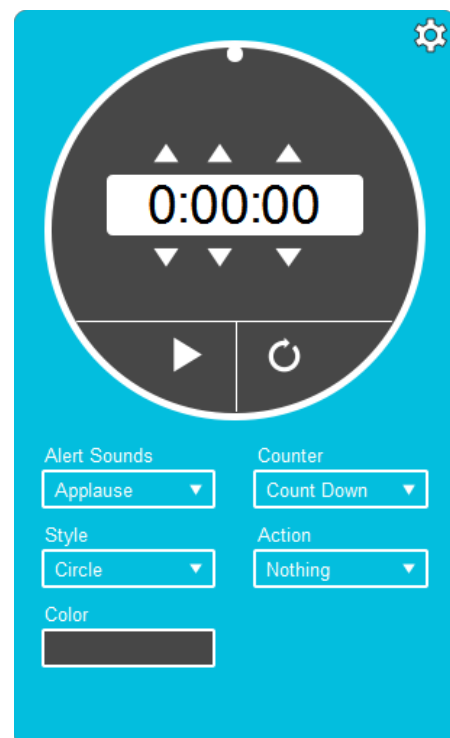 0:00:00
Alert Sounds
Counter
Applause
Count Down
Style
Action
Circle
Nothing
Color